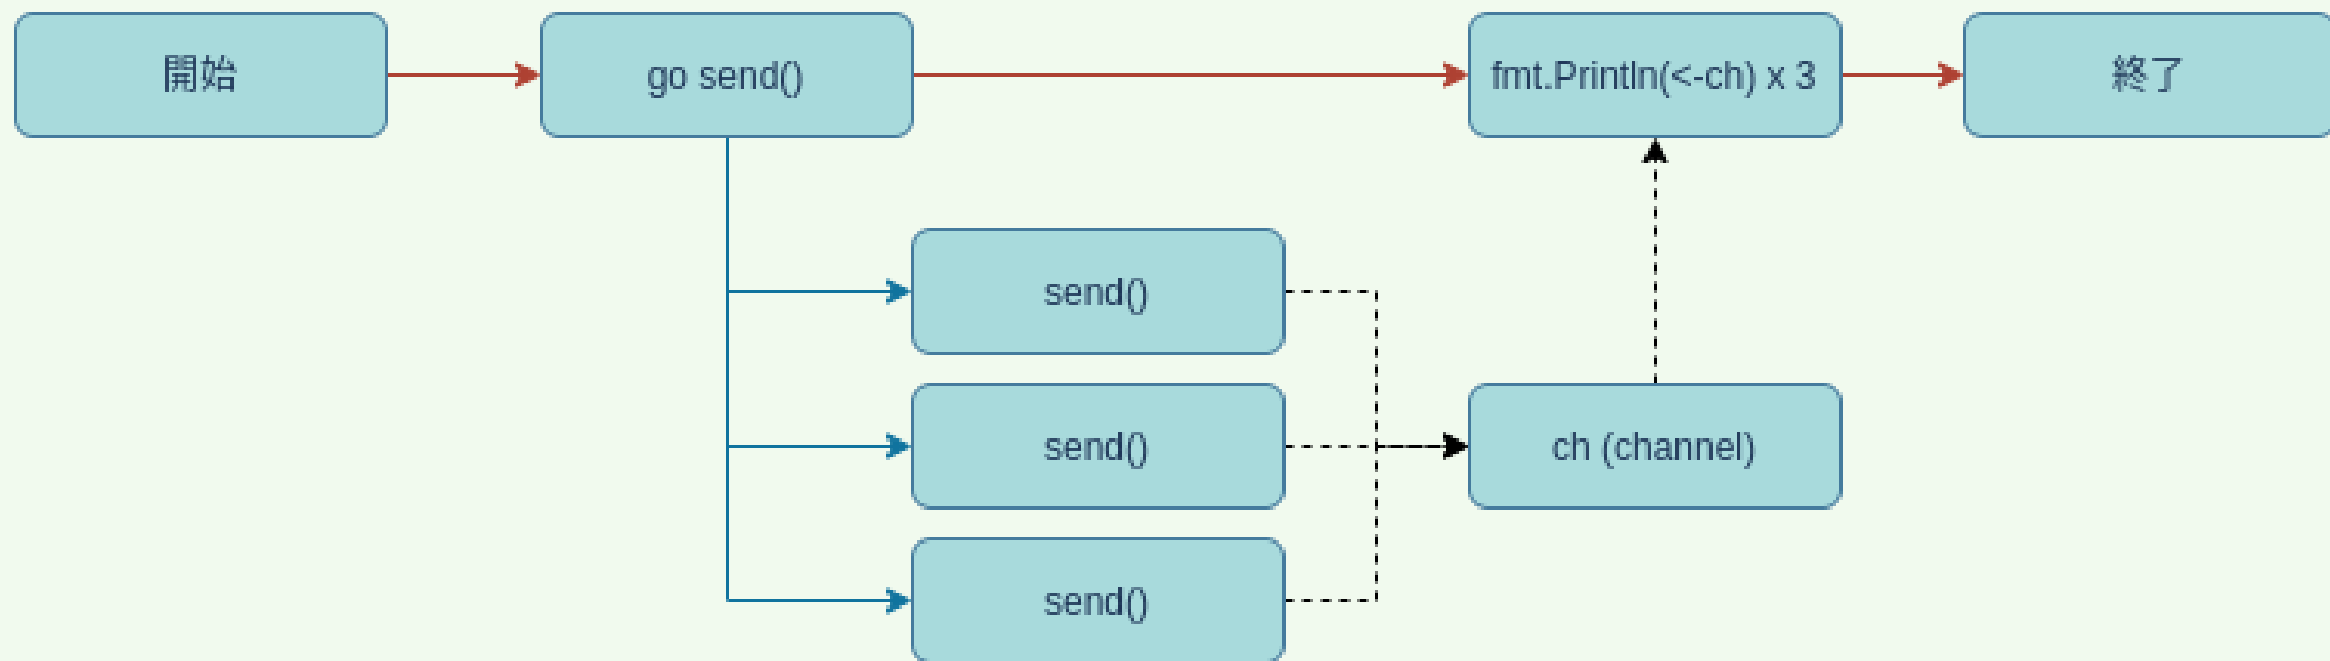 開始
go send()
fmt.Println(<-ch) x 3
終了
send()
send()
ch (channel)
send()